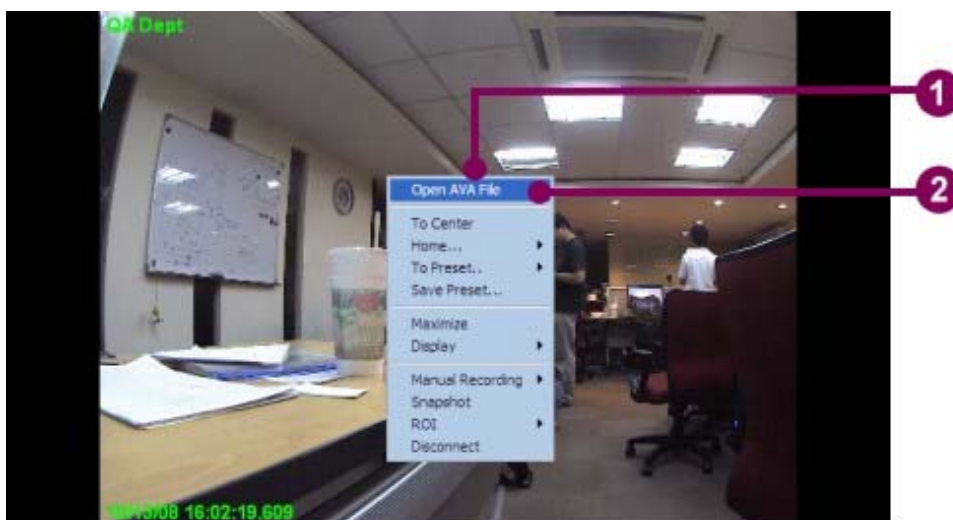 QA Dept
1
Open AVA File
2
To Center
Home...
To Preset..
Save Preset...
Maximize
Display
Manual Recording
Snapshot
ROI
Disconnect
16:02:19.609